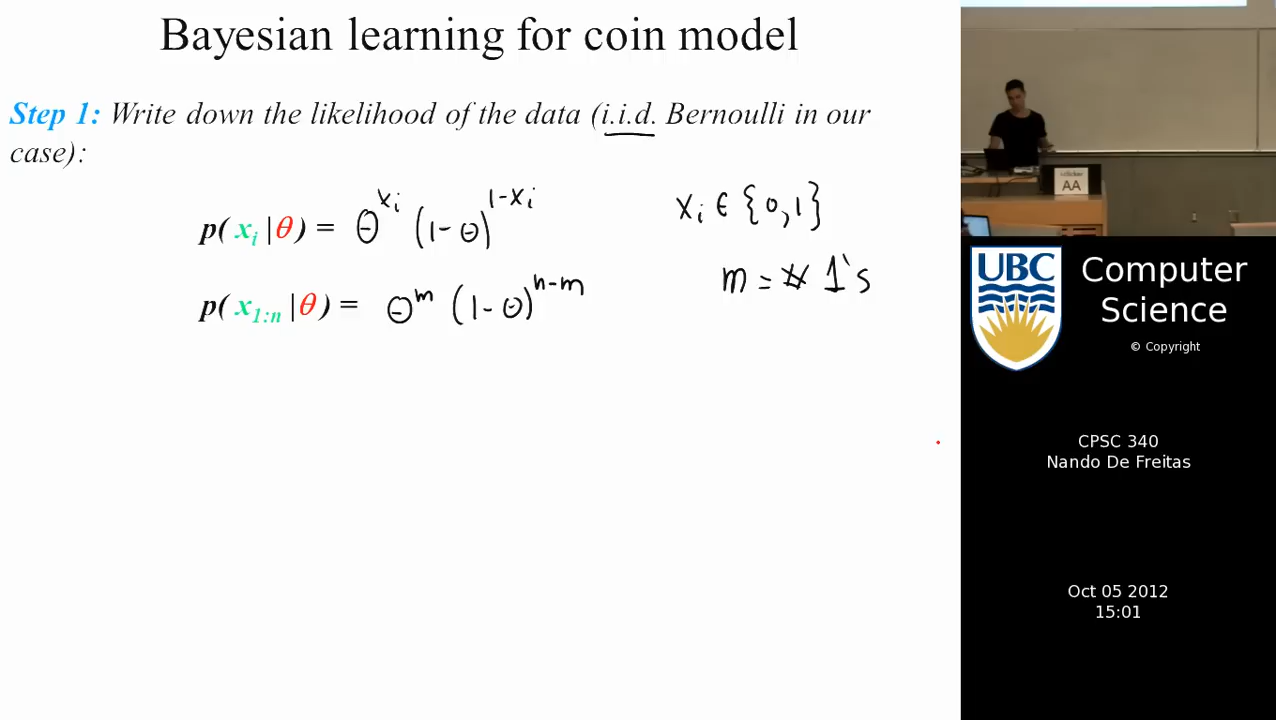 Bayesian learning for coin model
Step 1: Write down the likelihood of the data (i.i.d. Bernoulli in our
case):
p( xᵢ |θ ) = θ^xᵢ (1-θ)^1-xᵢ
xᵢ ∈ {0,1}
m = # 1's
p( x₁:ₙ |θ ) = θ^m (1-θ)^n-m
AA
UBC
Computer
Science
© Copyright
CPSC 340
Nando De Freitas
Oct 05 2012
15:01